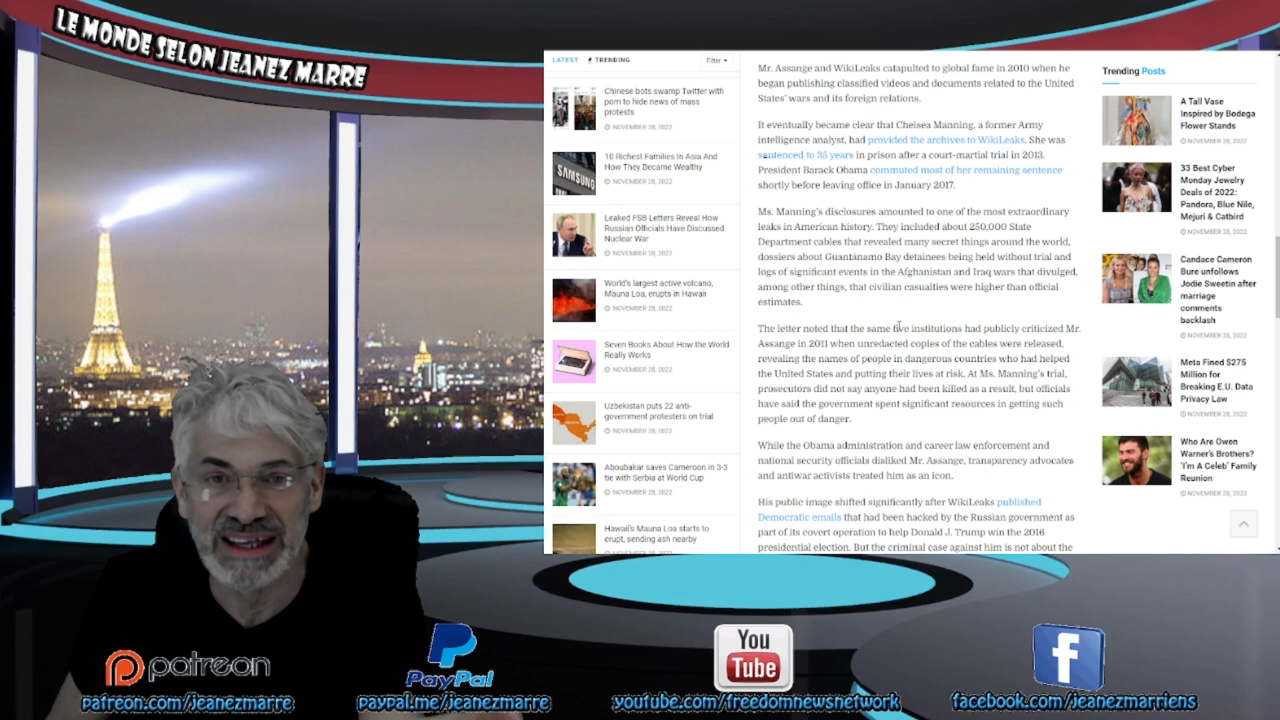 LE MONDE SELON JEANEZ MARRE
LATEST
TRENDING
Filter
Chinese bots swamp Twitter with
porn to hide news of mass
protests
NOVEMBER 28, 2022
SAMSUNG
10 Richest Families In Asia And
How They Became Wealthy
NOVEMBER 28, 2022
Leaked FSB Letters Reveal How
Russian Officials Have Discussed
Nuclear War
NOVEMBER 28, 2022
World's largest active volcano,
Mauna Loa, erupts in Hawaii
NOVEMBER 28, 2022
Seven Books About How the World
Really Works
NOVEMBER 28, 2022
Uzbekistan puts 22 anti-
government protesters on trial
NOVEMBER 28, 2022
Aboubakar saves Cameroon in 3-3
tie with Serbia at World Cup
NOVEMBER 28, 2022
Hawaii's Mauna Loa starts to
erupt, sending ash nearby
Mr. Assange and WikiLeaks catapulted to global fame in 2010 when he
began publishing classified videos and documents related to the United
States' wars and its foreign relations.
It eventually became clear that Chelsea Manning, a former Army
intelligence analyst, had provided the archives to WikiLeaks. She was
sentenced to 35 years in prison after a court-martial trial in 2013.
President Barack Obama commuted most of her remaining sentence
shortly before leaving office in January 2017.
Ms. Manning's disclosures amounted to one of the most extraordinary
leaks in American history. They included about 250,000 State
Department cables that revealed many secret things around the world,
dossiers about Guantánamo Bay detainees being held without trial and
logs of significant events in the Afghanistan and Iraq wars that divulged,
among other things, that civilian casualties were higher than official
estimates.
The letter noted that the same five institutions had publicly criticized Mr.
Assange in 2011 when unredacted copies of the cables were released,
revealing the names of people in dangerous countries who had helped
the United States and putting their lives at risk. At Ms. Manning's trial,
prosecutors did not say anyone had been killed as a result, but officials
have said the government spent significant resources in getting such
people out of danger.
While the Obama administration and career law enforcement and
national security officials disliked Mr. Assange, transparency advocates
and antiwar activists treated him as an icon.
His public image shifted significantly after WikiLeaks published
Democratic emails that had been hacked by the Russian government as
part of its covert operation to help Donald J. Trump win the 2016
presidential election. But the criminal case against him is not about the
Trending Posts
A Tall Vase
Inspired by Bodega
Flower Stands
NOVEMBER 28, 2022
33 Best Cyber
Monday Jewelry
Deals of 2022:
Pandora, Blue Nile,
Mejuri & Catbird
NOVEMBER 28, 2022
Candace Cameron
Bure unfollows
Jodie Sweetin after
marriage
comments
backlash
NOVEMBER 28, 2022
Meta Fined $275
Million for
Breaking E.U. Data
Privacy Law
NOVEMBER 28, 2022
Who Are Owen
Warner's Brothers?
'I'm A Celeb' Family
Reunion
NOVEMBER 28, 2022
patreon
patreon.com/jeanezmarre
PayPal
paypal.me/jeanezmarre
You
Tube
youtube.com/freedomnewsnetwork
f
facebook.com/jeanezmarriens